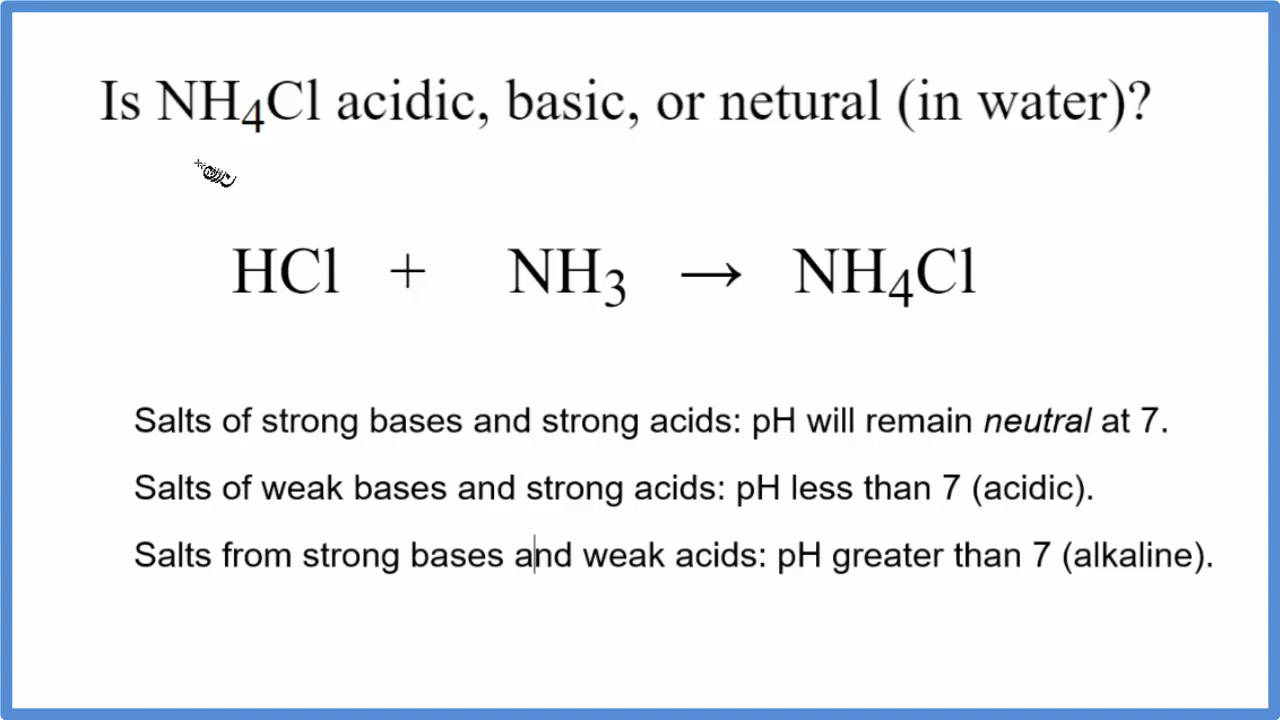 Is NH₄Cl acidic, basic, or netural (in water)?
HCl + NH₃ → NH₄Cl
Salts of strong bases and strong acids: pH will remain neutral at 7.
Salts of weak bases and strong acids: pH less than 7 (acidic).
Salts from strong bases and weak acids: pH greater than 7 (alkaline).